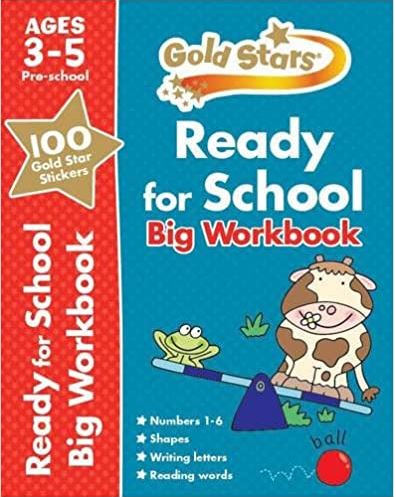 AGES
3-5
Pre-school
100
Gold Star
Stickers
Ready for School
Big Workbook
Gold Stars®
Ready
for School
Big Workbook
Numbers 1-6
Shapes
Writing letters
Reading words
ball